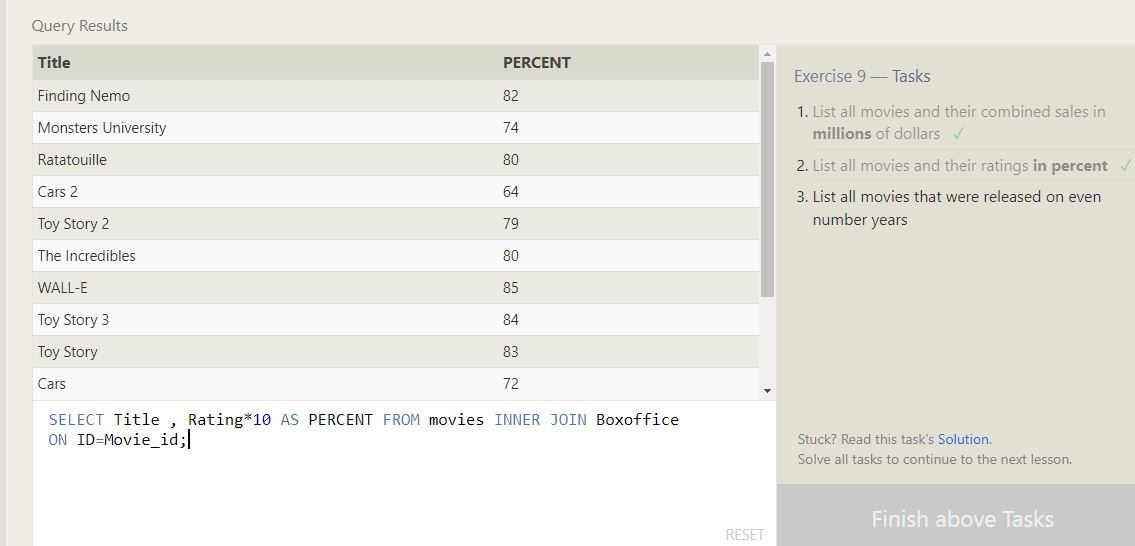 Query Results
Title PERCENT
Finding Nemo 82
Monsters University 74
Ratatouille 80
Cars 2 64
Toy Story 2 79
The Incredibles 80
WALL-E 85
Toy Story 3 84
Toy Story 83
Cars 72
SELECT Title , Rating*10 AS PERCENT FROM movies INNER JOIN Boxoffice
ON ID=Movie_id;
RESET
Exercise 9 — Tasks
1. List all movies and their combined sales in
millions of dollars ✓
2. List all movies and their ratings in percent ✓
3. List all movies that were released on even
number years
Stuck? Read this task's Solution.
Solve all tasks to continue to the next lesson.
Finish above Tasks